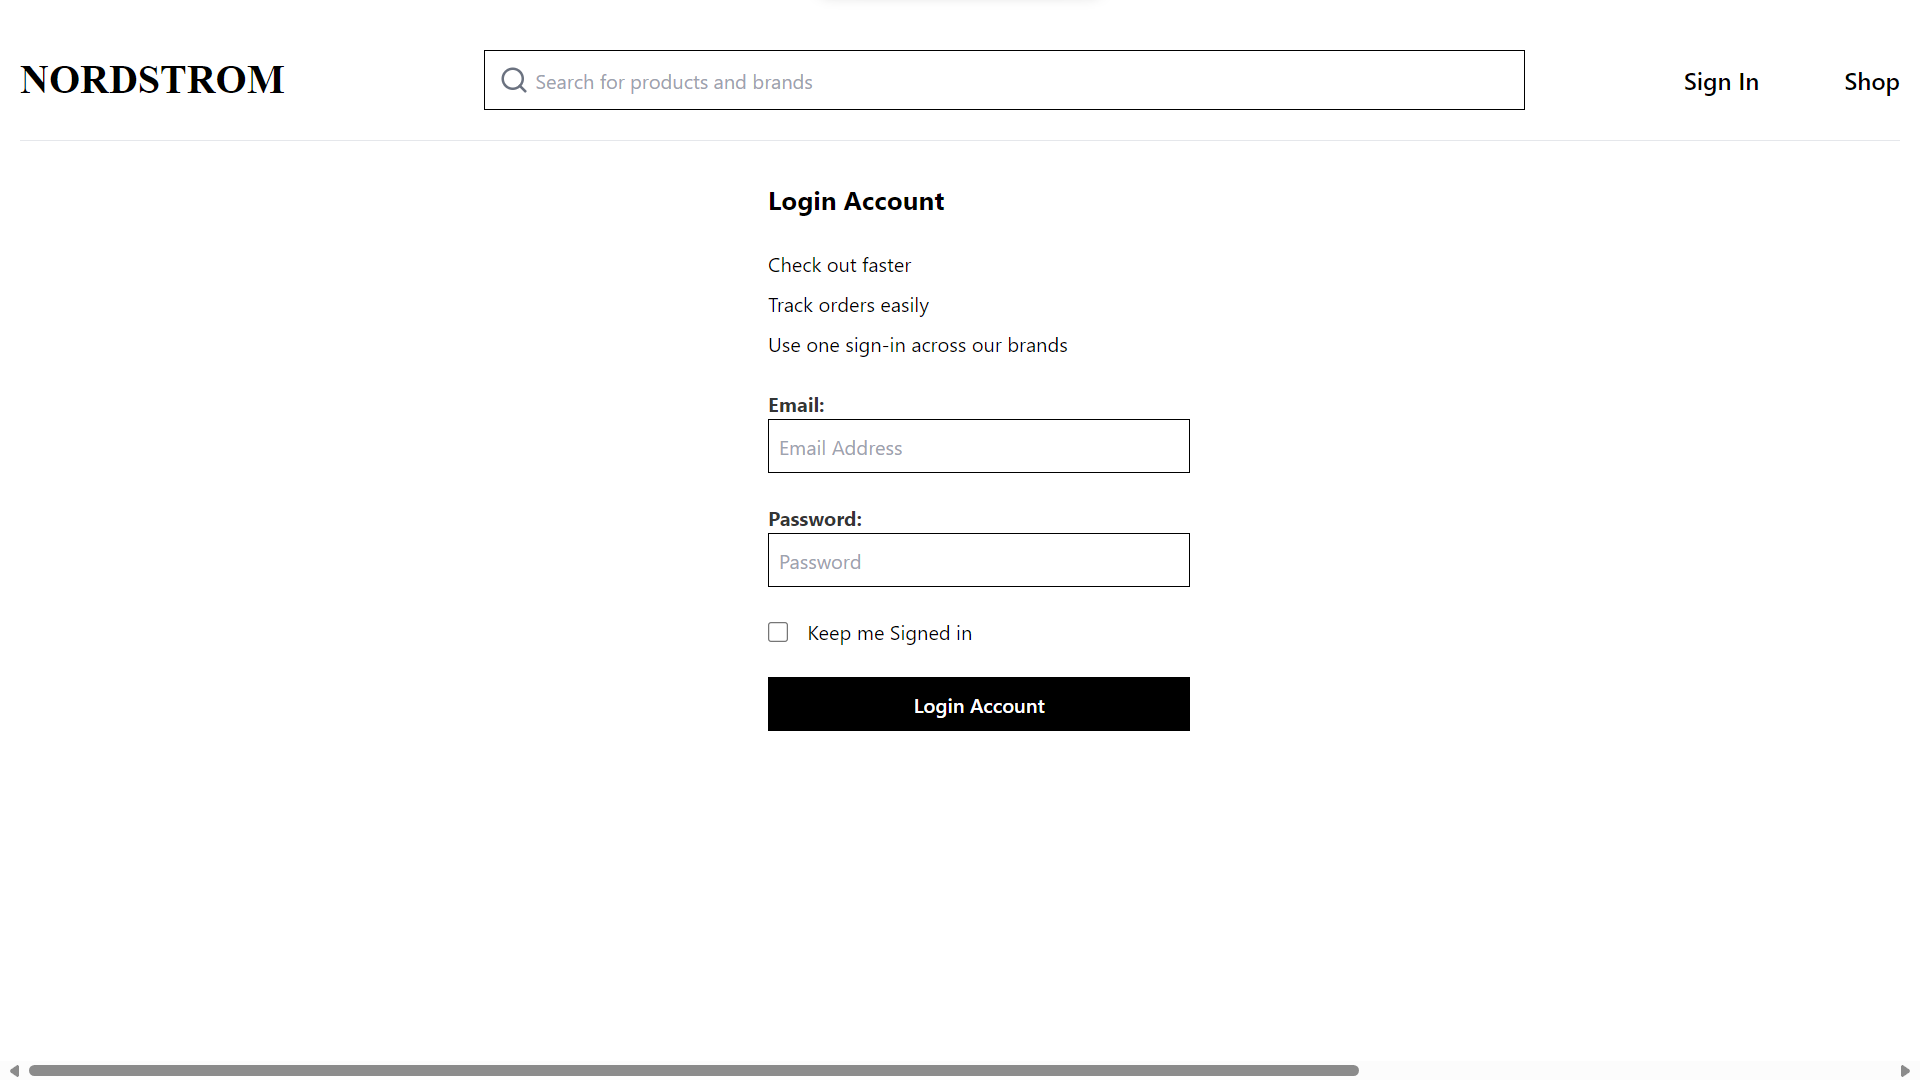 NORDSTROM
Search for products and brands
Sign In
Shop
Login Account
Check out faster
Track orders easily
Use one sign-in across our brands
Email:
Email Address
Password:
Password
Keep me Signed in
Login Account